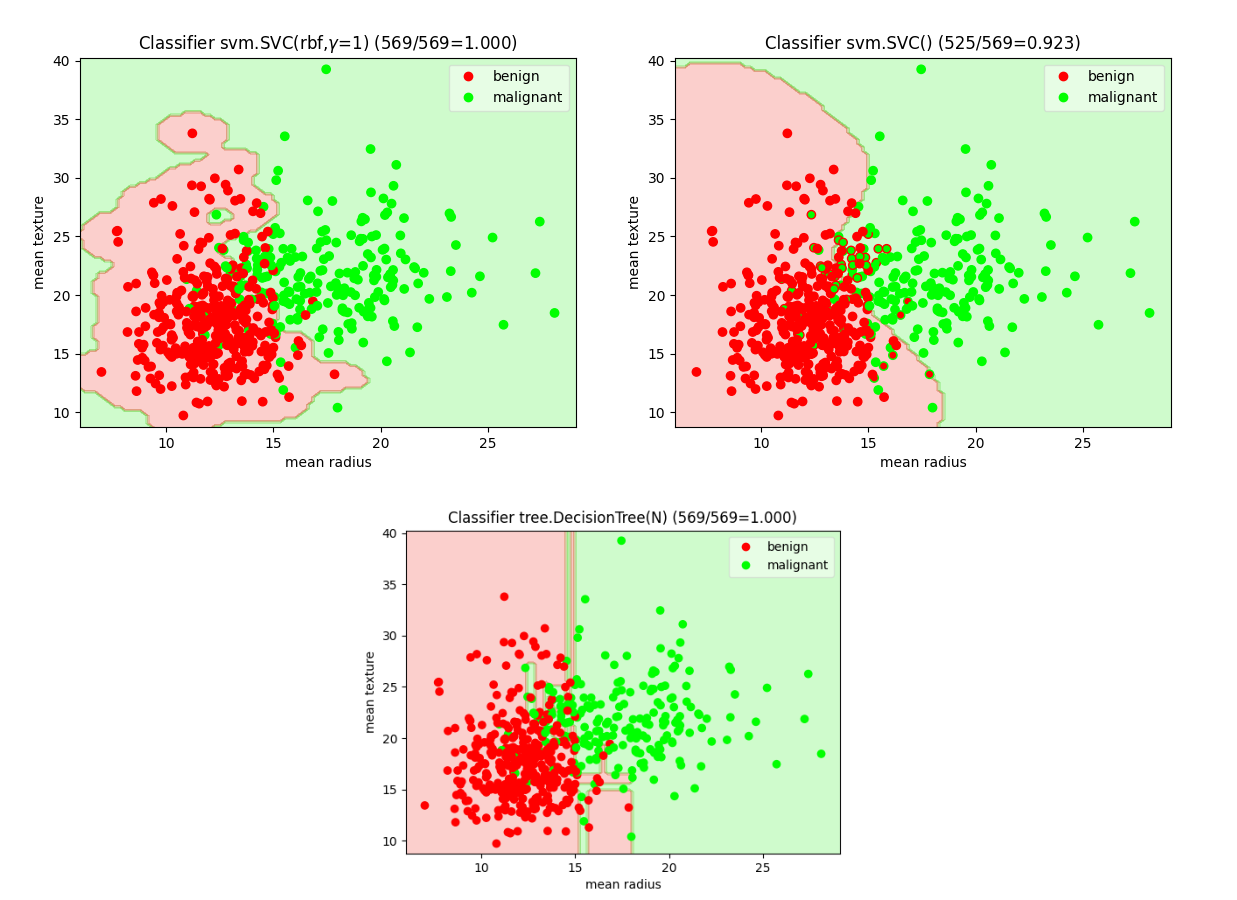 Classifier svm.SVC(rbf,γ=1) (569/569=1.000)
benign
malignant
40
35
30
25
20
15
10
mean texture
10 15 20 25
mean radius
Classifier svm.SVC() (525/569=0.923)
benign
malignant
40
35
30
25
20
15
10
mean texture
10 15 20 25
mean radius
Classifier tree.DecisionTree(N) (569/569=1.000)
benign
malignant
40
35
30
25
20
15
10
mean texture
10 15 20 25
mean radius